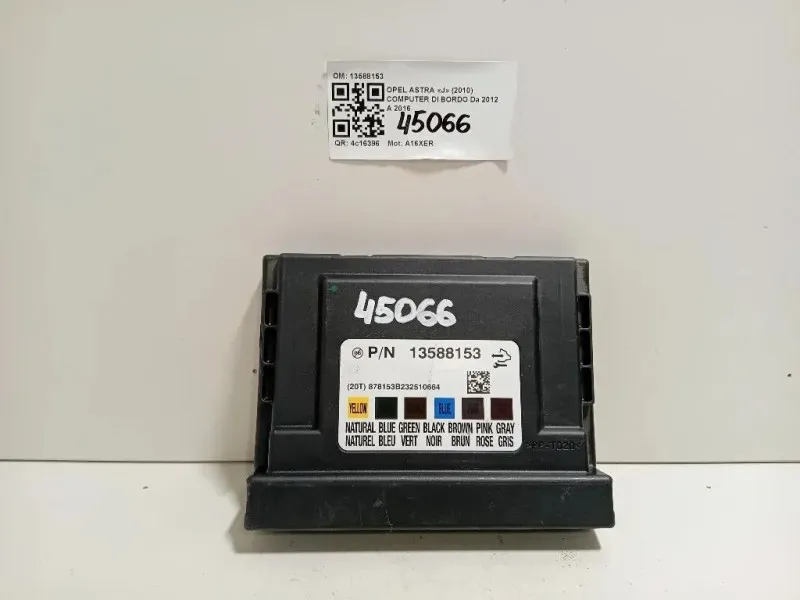 OM: 13588153
OPEL ASTRA «J» (2010)
COMPUTER DI BORDO Da 2012
A 2016
45066
QR: 4c16396 Mot: A16XER
45066
P/N 13588153
(20T) 878153B232510664
YELLOW BLUE
NATURAL BLUE GREEN BLACK BROWN PINK GRAY
NATUREL BLEU VERT NOIR BRUN ROSE GRIS